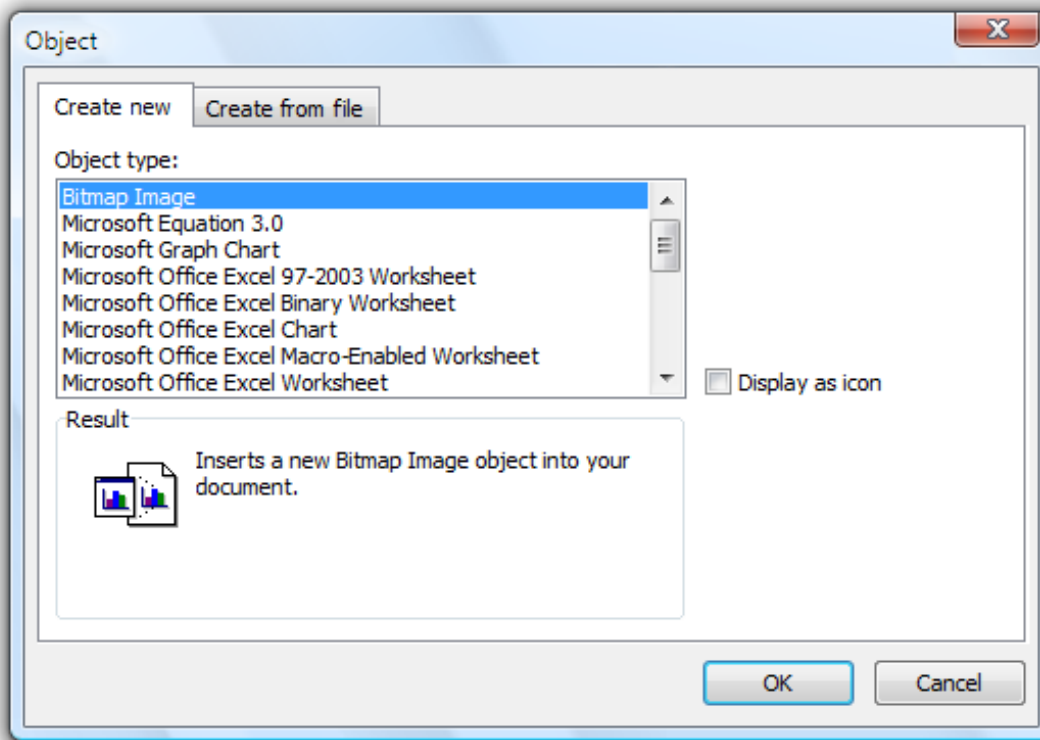 Object
Create new
Create from file
Object type:
Bitmap Image
Microsoft Equation 3.0
Microsoft Graph Chart
Microsoft Office Excel 97-2003 Worksheet
Microsoft Office Excel Binary Worksheet
Microsoft Office Excel Chart
Microsoft Office Excel Macro-Enabled Worksheet
Microsoft Office Excel Worksheet
Display as icon
Result
Inserts a new Bitmap Image object into your
document.
OK
Cancel